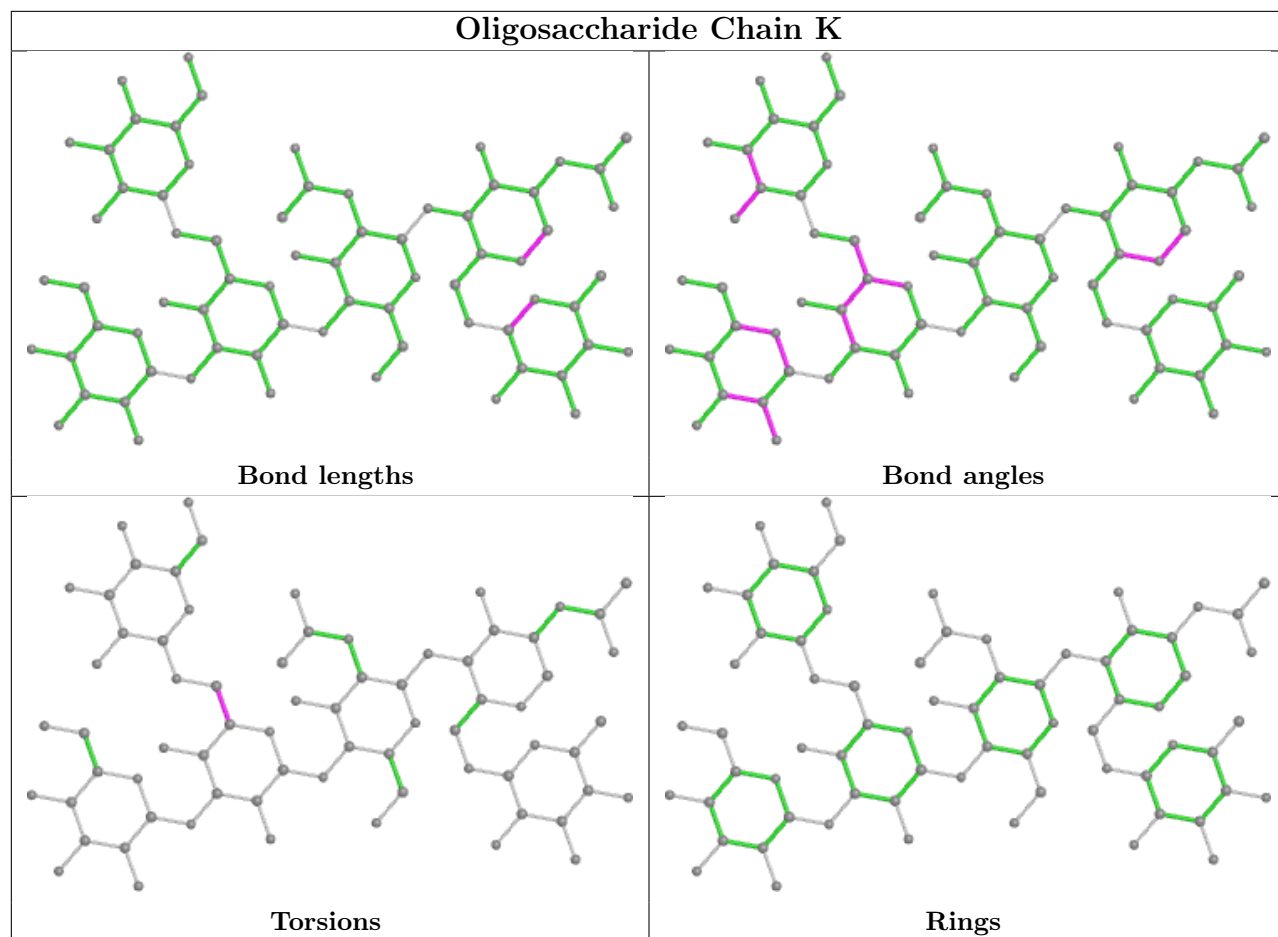 Oligosaccharide Chain K
Bond lengths
Bond angles
Torsions
Rings